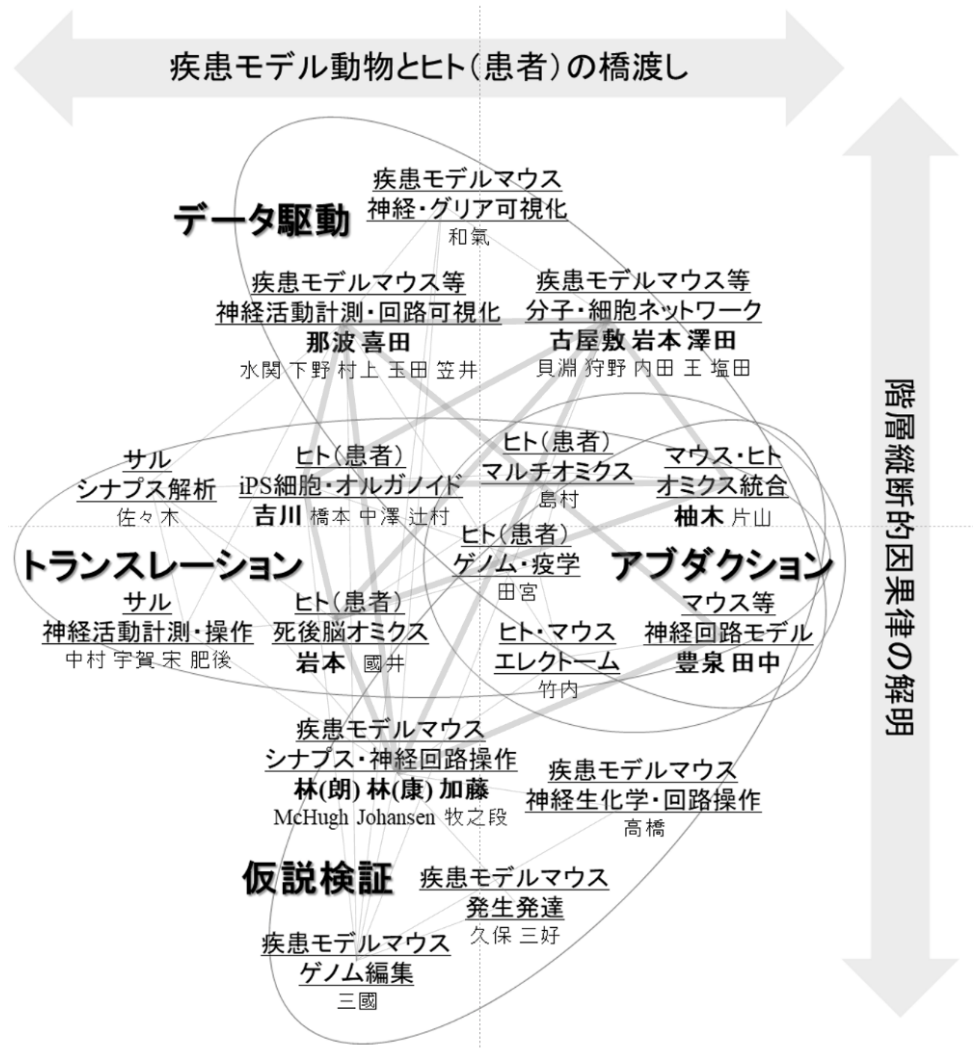 疾患モデル動物とヒト（患者）の橋渡し
階層縦断的因果律の解明
データ駆動
疾患モデルマウス
神経・グリア可視化
和氣
疾患モデルマウス等
神経活動計測・回路可視化
那波 喜田
水関 下野 村上 玉田 笠井
疾患モデルマウス等
分子・細胞ネットワーク
古屋敷 岩本 澤田
貝淵 狩野 内田 王 塩田
サル
シナプス解析
佐々木
ヒト（患者）
iPS細胞・オルガノイド
吉川 橋本 中澤 辻村
ヒト（患者）
マルチオミクス
島村
マウス・ヒト
オミクス統合
柚木 片山
ヒト（患者）
ゲノム・疫学
田宮
トランスレーション
アブダクション
サル
神経活動計測・操作
中村 宇賀 宋 肥後
ヒト（患者）
死後脳オミクス
岩本 國井
ヒト・マウス
エレクトーム
竹内
マウス等
神経回路モデル
豊泉 田中
疾患モデルマウス
シナプス・神経回路操作
林(朗) 林(康) 加藤
McHugh Johansen 牧之段
疾患モデルマウス
神経生化学・回路操作
高橋
仮説検証
疾患モデルマウス
発生発達
久保 三好
疾患モデルマウス
ゲノム編集
三國